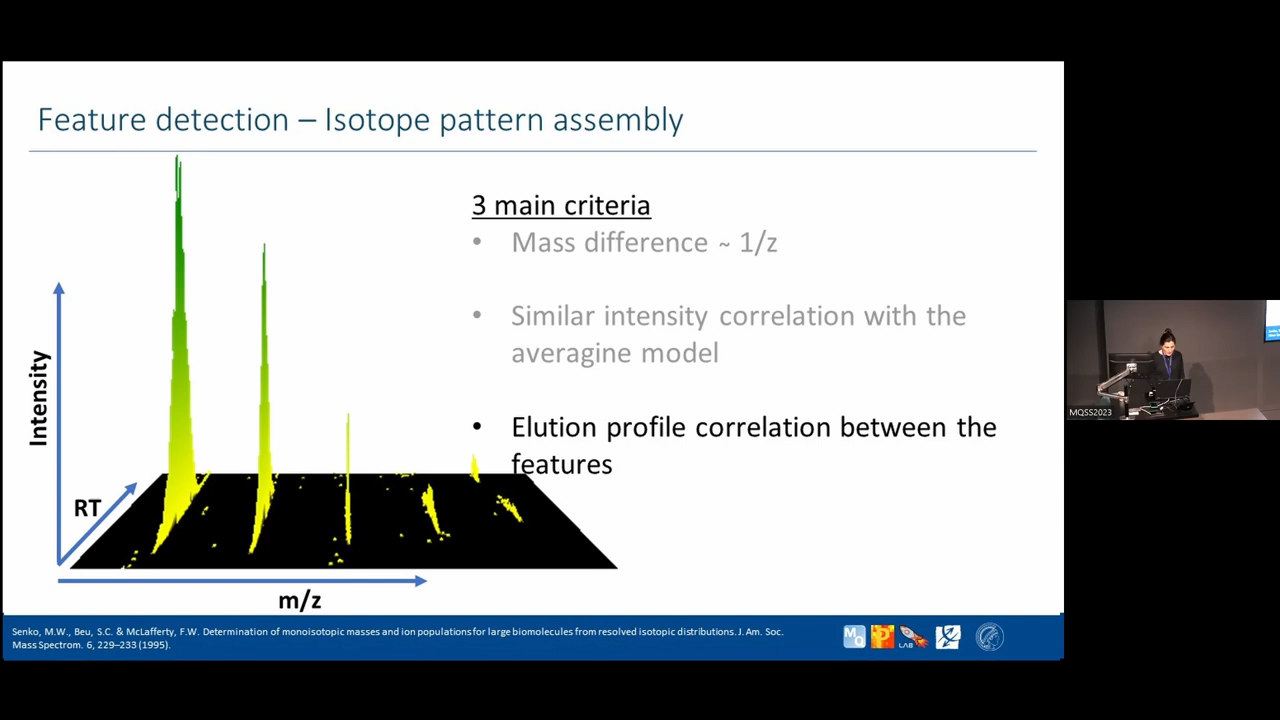 Feature detection – Isotope pattern assembly
3 main criteria
• Mass difference ~ 1/z
• Similar intensity correlation with the
averagine model
• Elution profile correlation between the
features
Intensity
RT
m/z
MQSS2023
Senko, M.W., Beu, S.C. & McLafferty, F.W. Determination of monoisotopic masses and ion populations for large biomolecules from resolved isotopic distributions. J. Am. Soc.
Mass Spectrom. 6, 229–233 (1995).
MQ
P
LAB